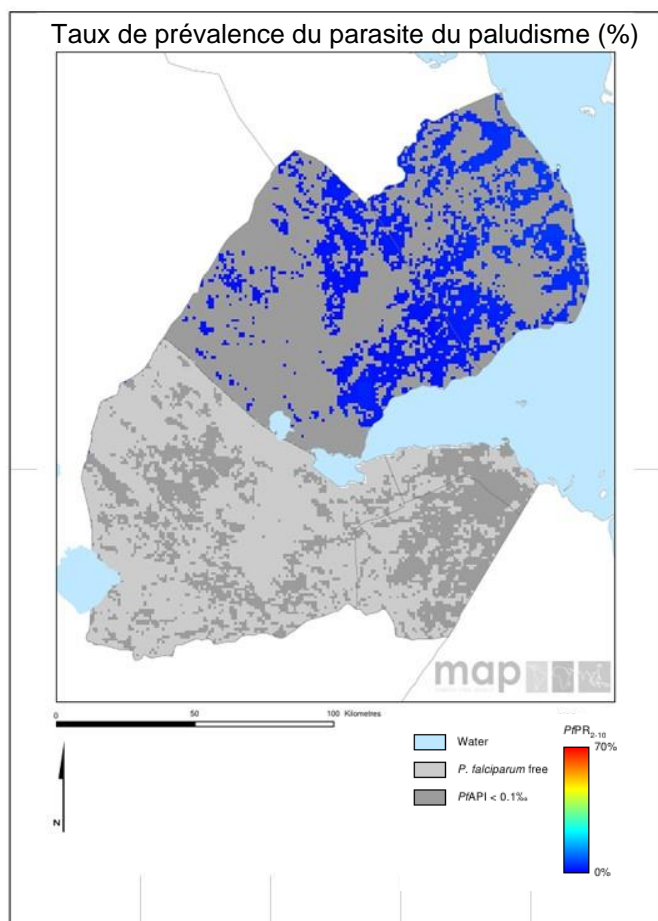 Taux de prévalence du parasite du paludisme (%)
map
0 50 100 Kilometres
N
Water
P. falciparum free
PfAPI < 0.1‰
PfPR2-10
70%
0%